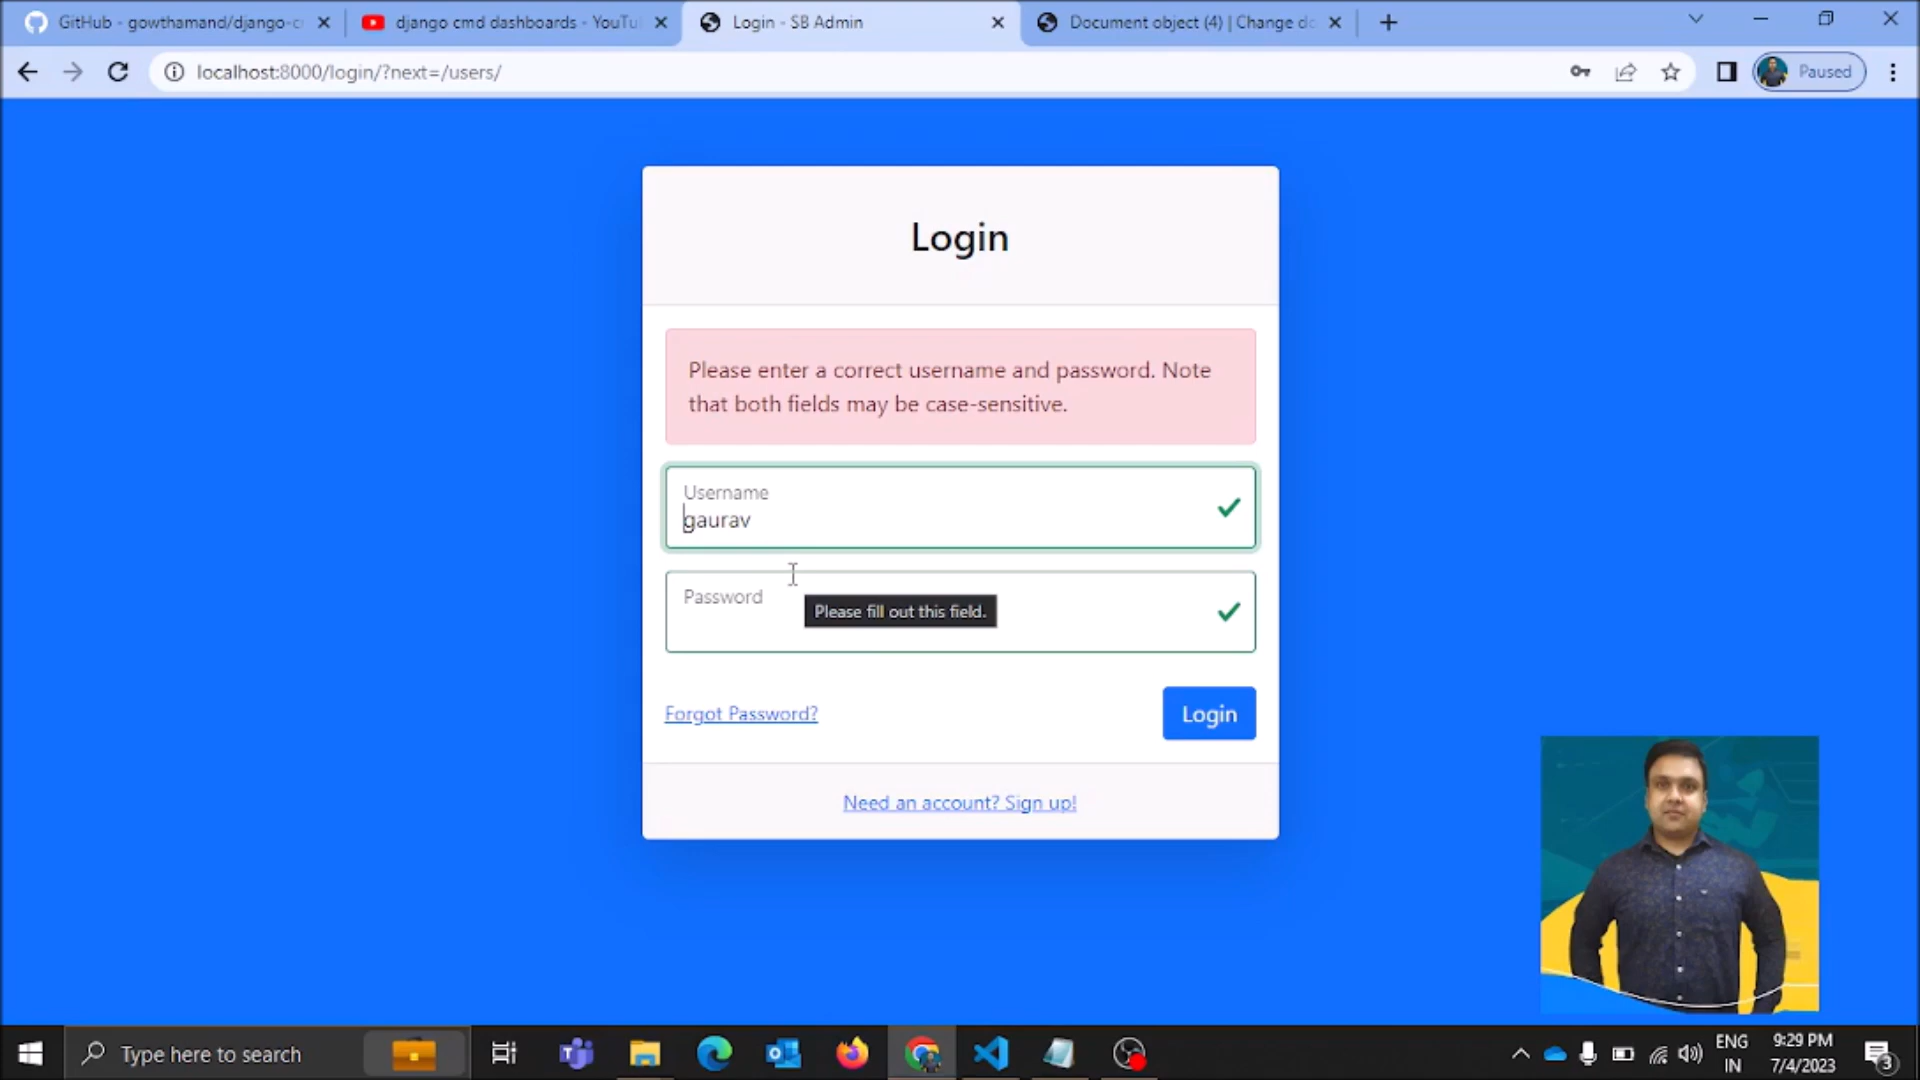 GitHub - gowthamand/django-c
django cmd dashboards - YouTu
Login - SB Admin
Document object (4) | Change do
localhost:8000/login/?next=/users/
Paused
Login
Please enter a correct username and password. Note
that both fields may be case-sensitive.
Username
gaurav
Password
Please fill out this field.
Forgot Password?
Login
Need an account? Sign up!
Type here to search
ENG
IN
9:29 PM
7/4/2023
3